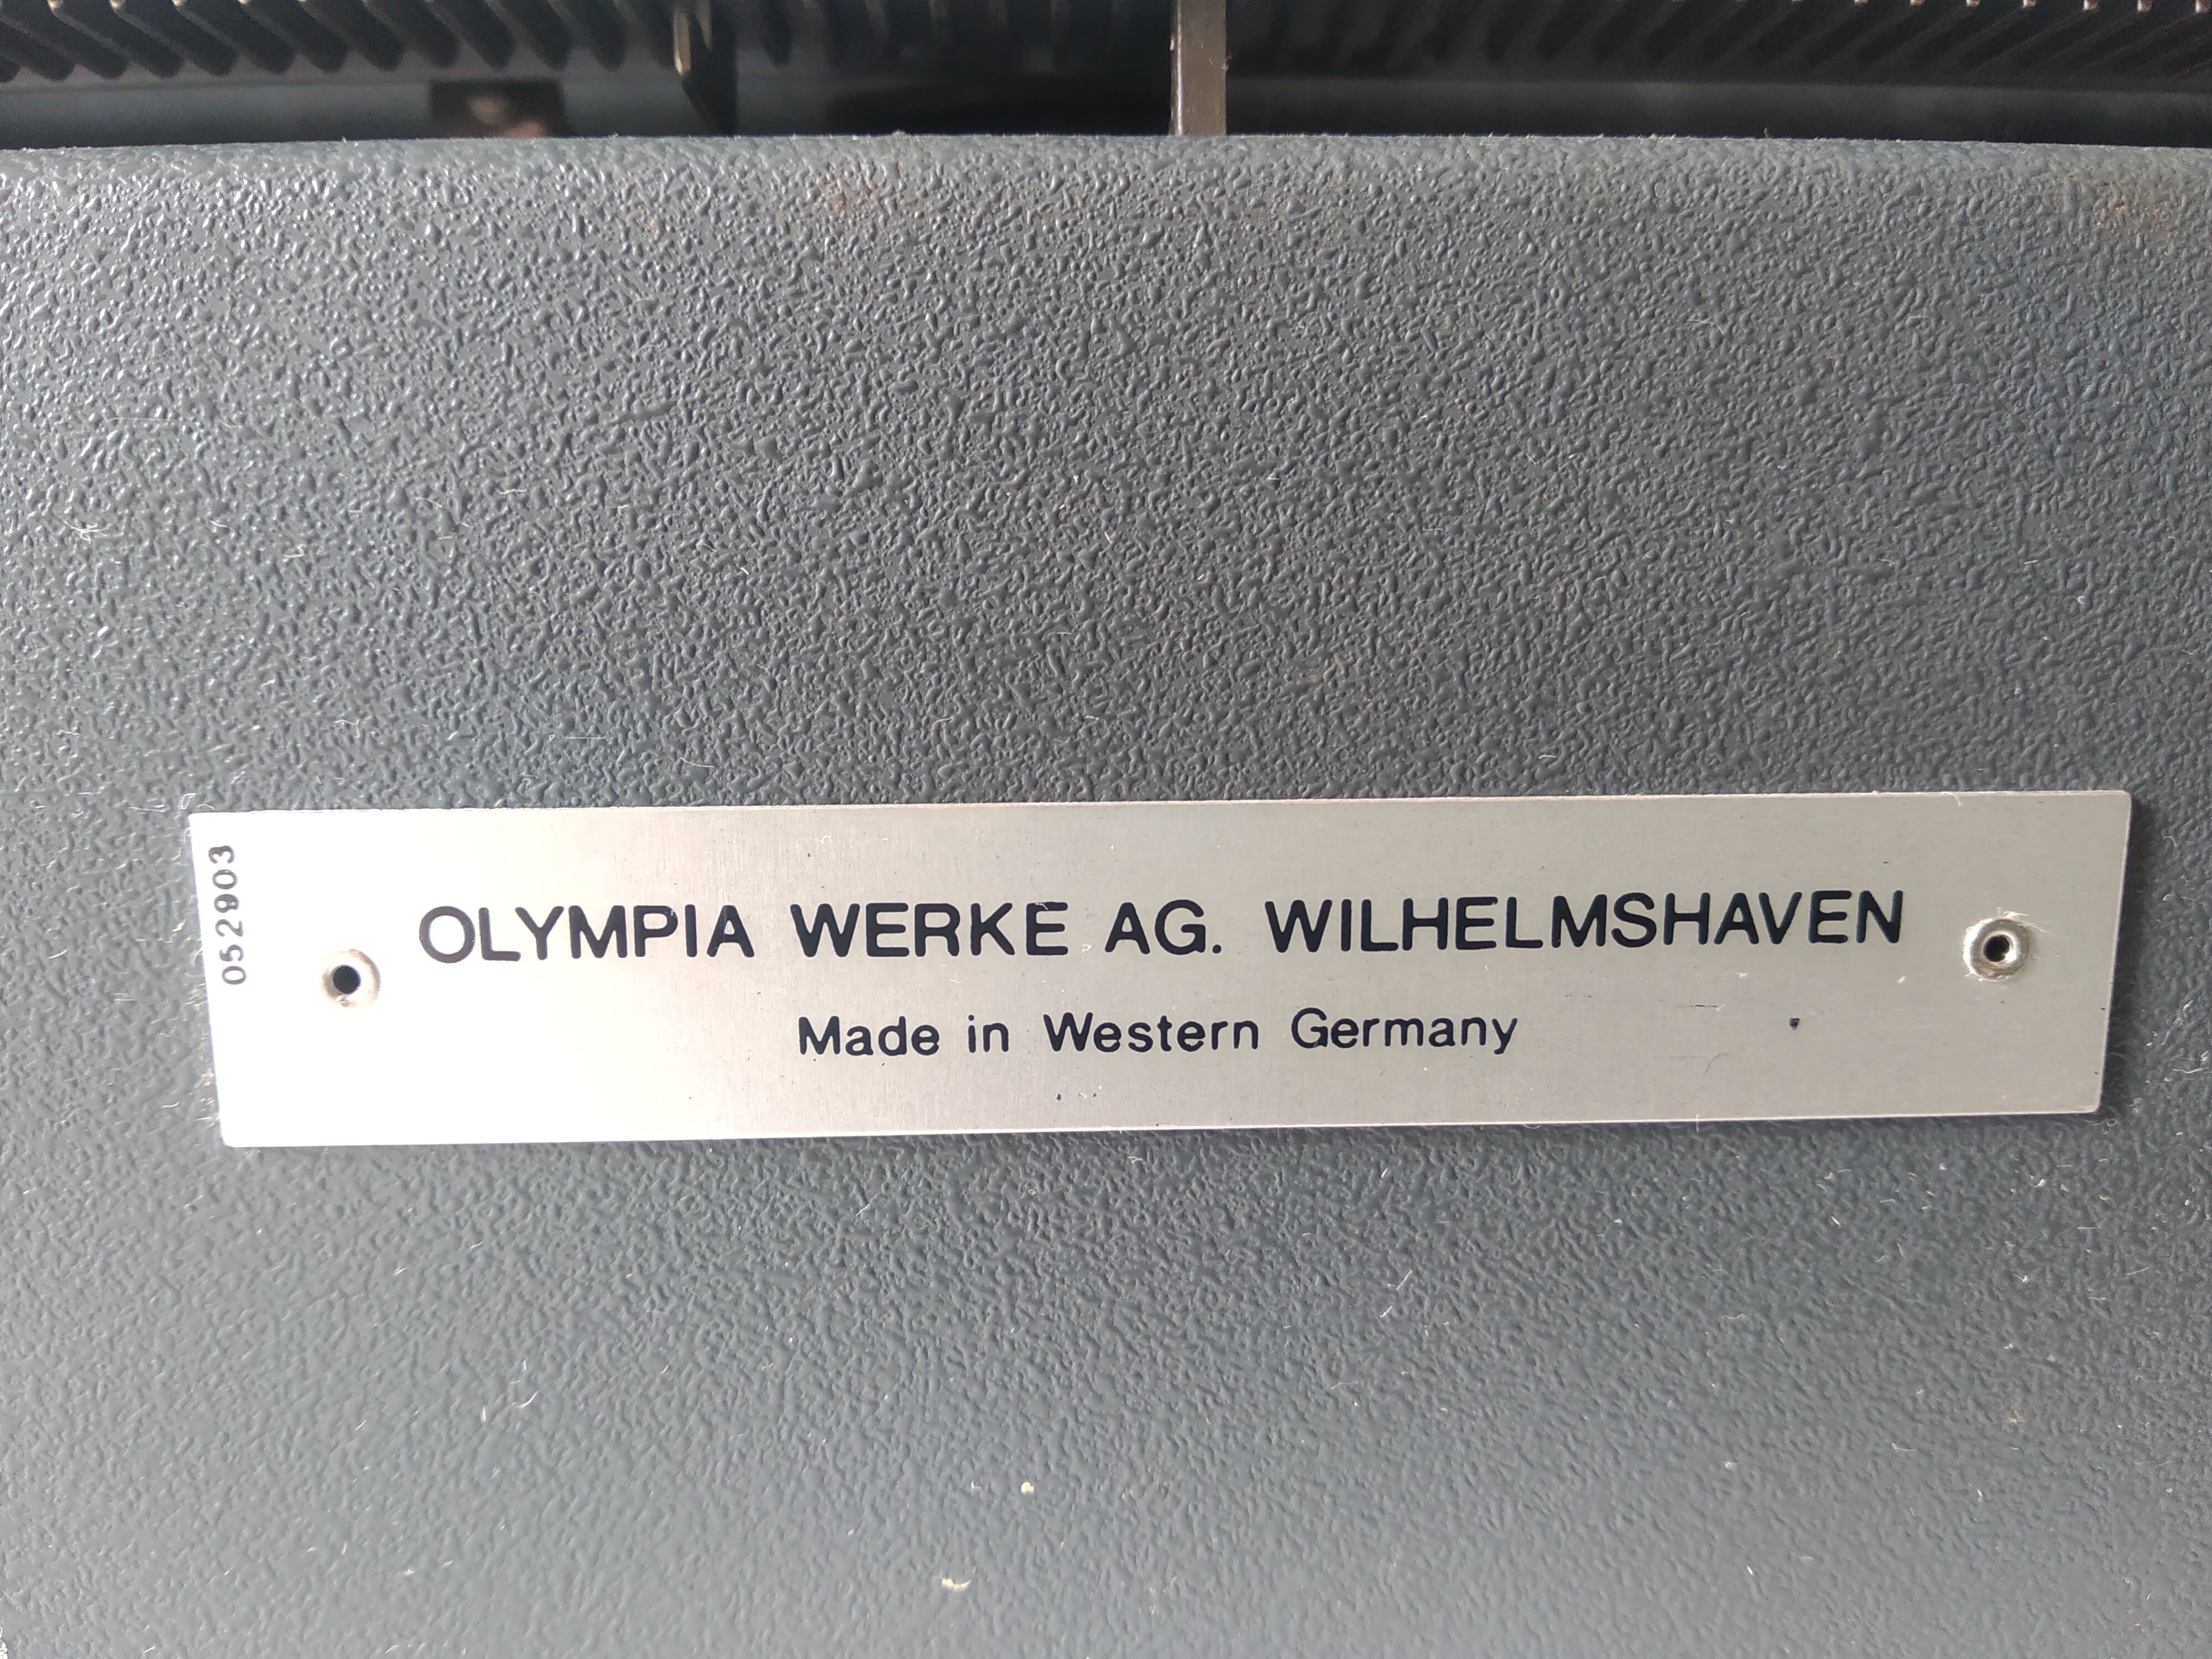 052903
OLYMPIA WERKE AG. WILHELMSHAVEN
Made in Western Germany